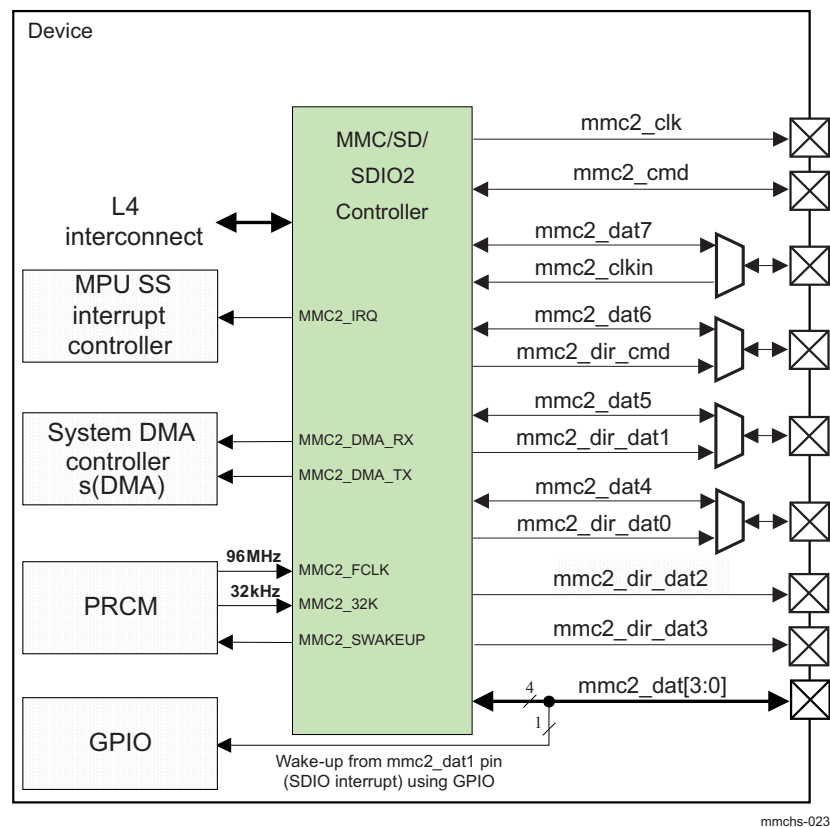 Device
MMC/SD/
SDIO2
Controller
L4
interconnect
MPU SS
interrupt
controller
MMC2_IRQ
System DMA
controller
s(DMA)
MMC2_DMA_RX
MMC2_DMA_TX
PRCM
96MHz
MMC2_FCLK
32kHz
MMC2_32K
MMC2_SWAKEUP
GPIO
mmc2_clk
mmc2_cmd
mmc2_dat7
mmc2_clkin
mmc2_dat6
mmc2_dir_cmd
mmc2_dat5
mmc2_dir_dat1
mmc2_dat4
mmc2_dir_dat0
mmc2_dir_dat2
mmc2_dir_dat3
4
mmc2_dat[3:0]
1
Wake-up from mmc2_dat1 pin
(SDIO interrupt) using GPIO
mmchs-023